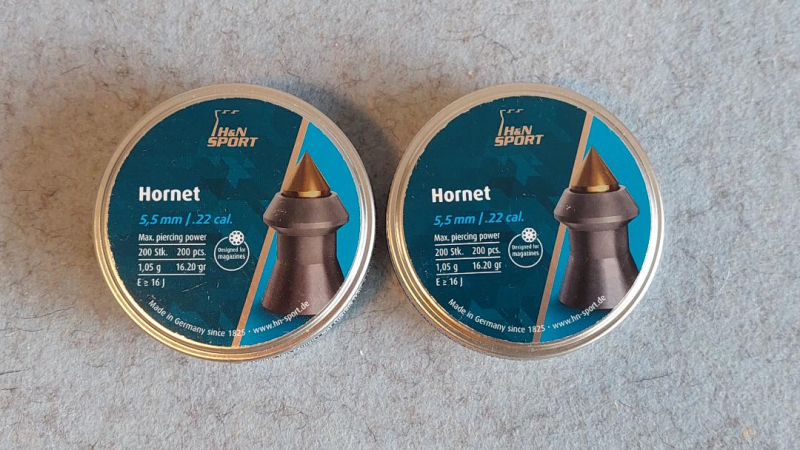 H&N
SPORT
Hornet
5,5 mm / .22 cal.
Max. piercing power
200 Stk. 200 pcs.
1,05 g 16.20 gr
E ≥ 16 J
Designed for
magazines
Made in Germany since 1825 · www.hn-sport.de
H&N
SPORT
Hornet
5,5 mm / .22 cal.
Max. piercing power
200 Stk. 200 pcs.
1,05 g 16.20 gr
E ≥ 16 J
Designed for
magazines
Made in Germany since 1825 · www.hn-sport.de